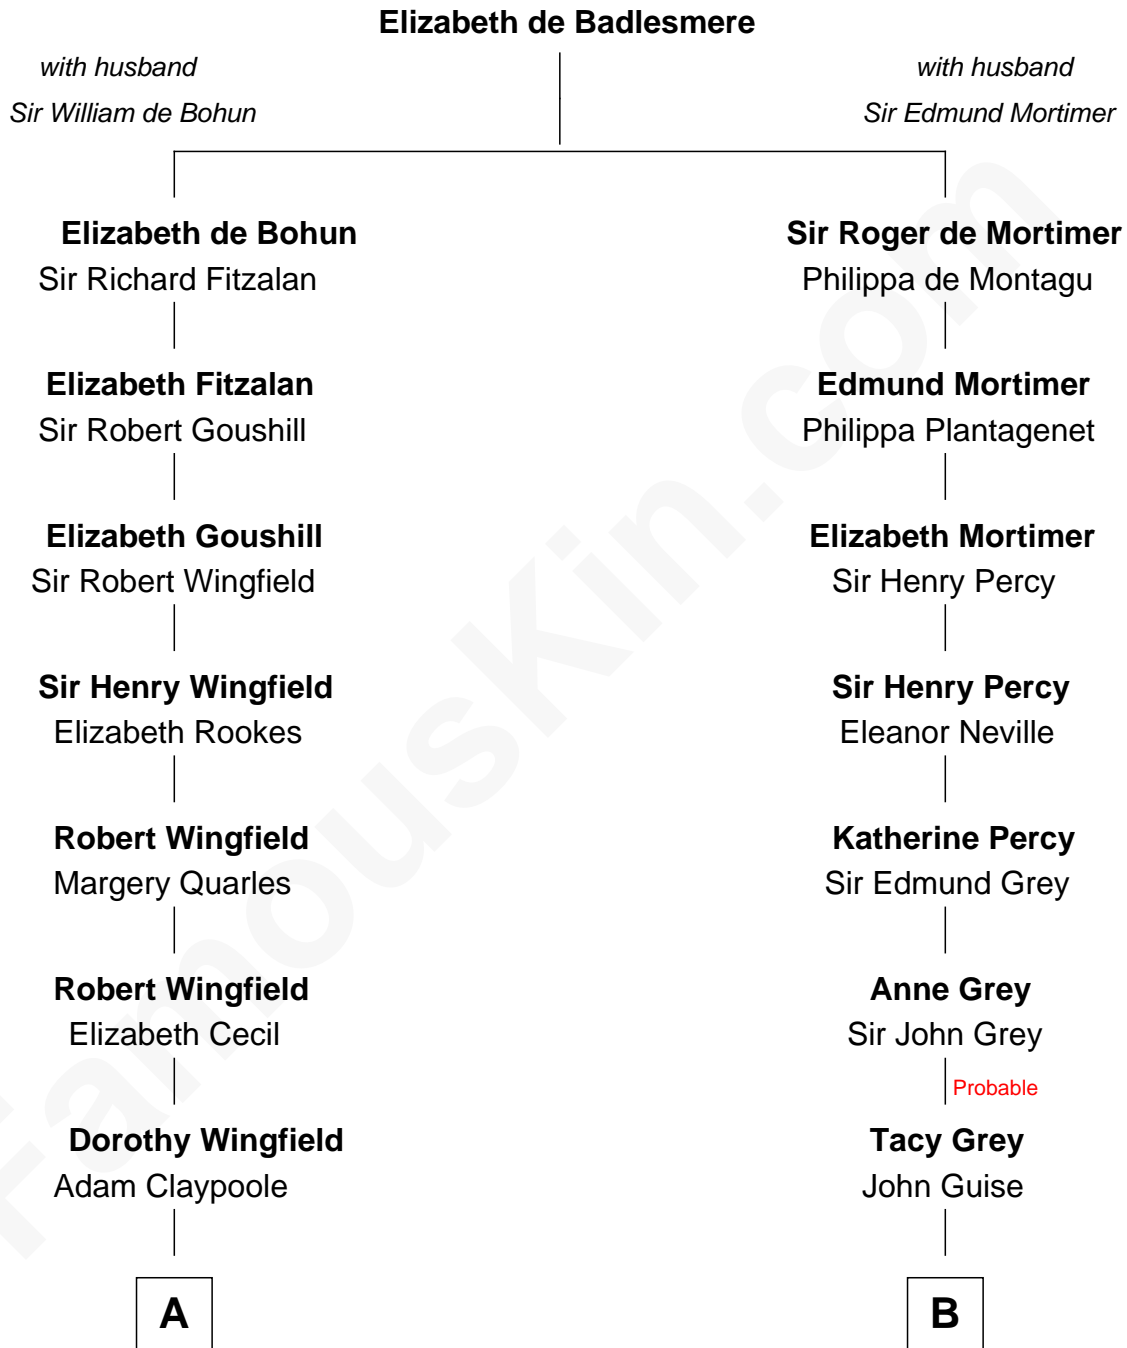 Elizabeth de Badlesmere
with husband
Sir William de Bohun
with husband
Sir Edmund Mortimer
Elizabeth de Bohun
Sir Richard Fitzalan
Elizabeth Fitzalan
Sir Robert Goushill
Elizabeth Goushill
Sir Robert Wingfield
Sir Henry Wingfield
Elizabeth Rookes
Robert Wingfield
Margery Quarles
Robert Wingfield
Elizabeth Cecil
Dorothy Wingfield
Adam Claypoole
A
Sir Roger de Mortimer
Philippa de Montagu
Edmund Mortimer
Philippa Plantagenet
Elizabeth Mortimer
Sir Henry Percy
Sir Henry Percy
Eleanor Neville
Katherine Percy
Sir Edmund Grey
Anne Grey
Sir John Grey
Probable
Tacy Grey
John Guise
B
FamousKin.com